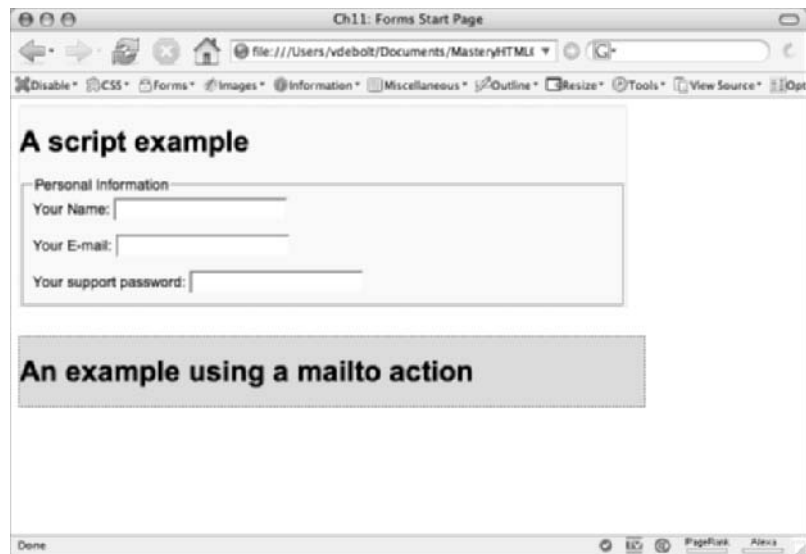 Ch11: Forms Start Page
file:///Users/vdebolt/Documents/MasteryHTML
G
Disable CSS Forms Images Information Miscellaneous Outline Resize Tools View Source Opt
A script example
Personal Information
Your Name:
Your E-mail:
Your support password:
An example using a mailto action
Done
PageRank Alexa